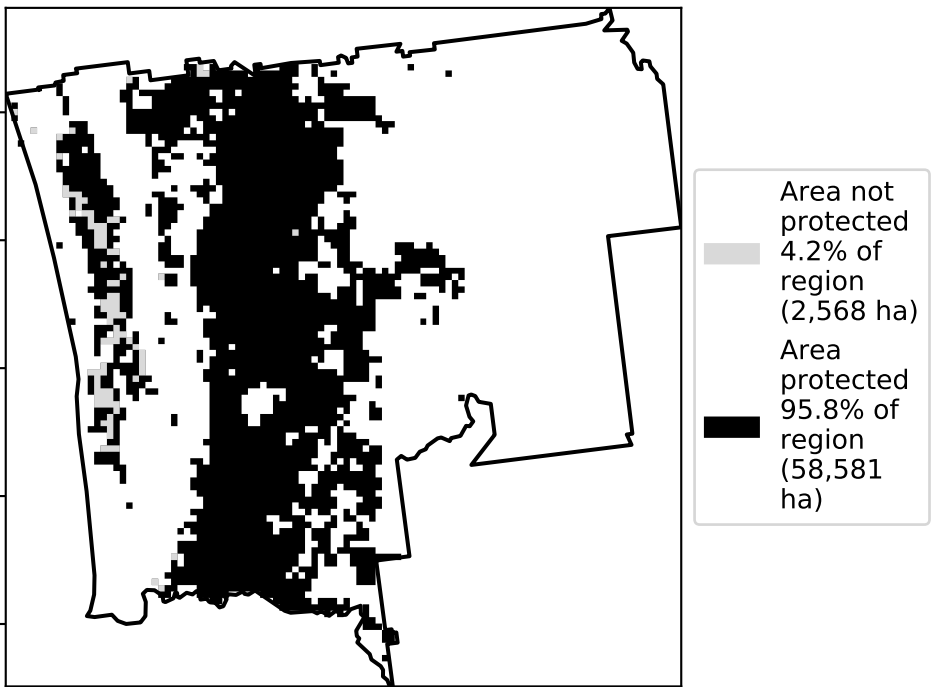 Area not
protected
4.2% of
region
(2,568 ha)
Area
protected
95.8% of
region
(58,581
ha)